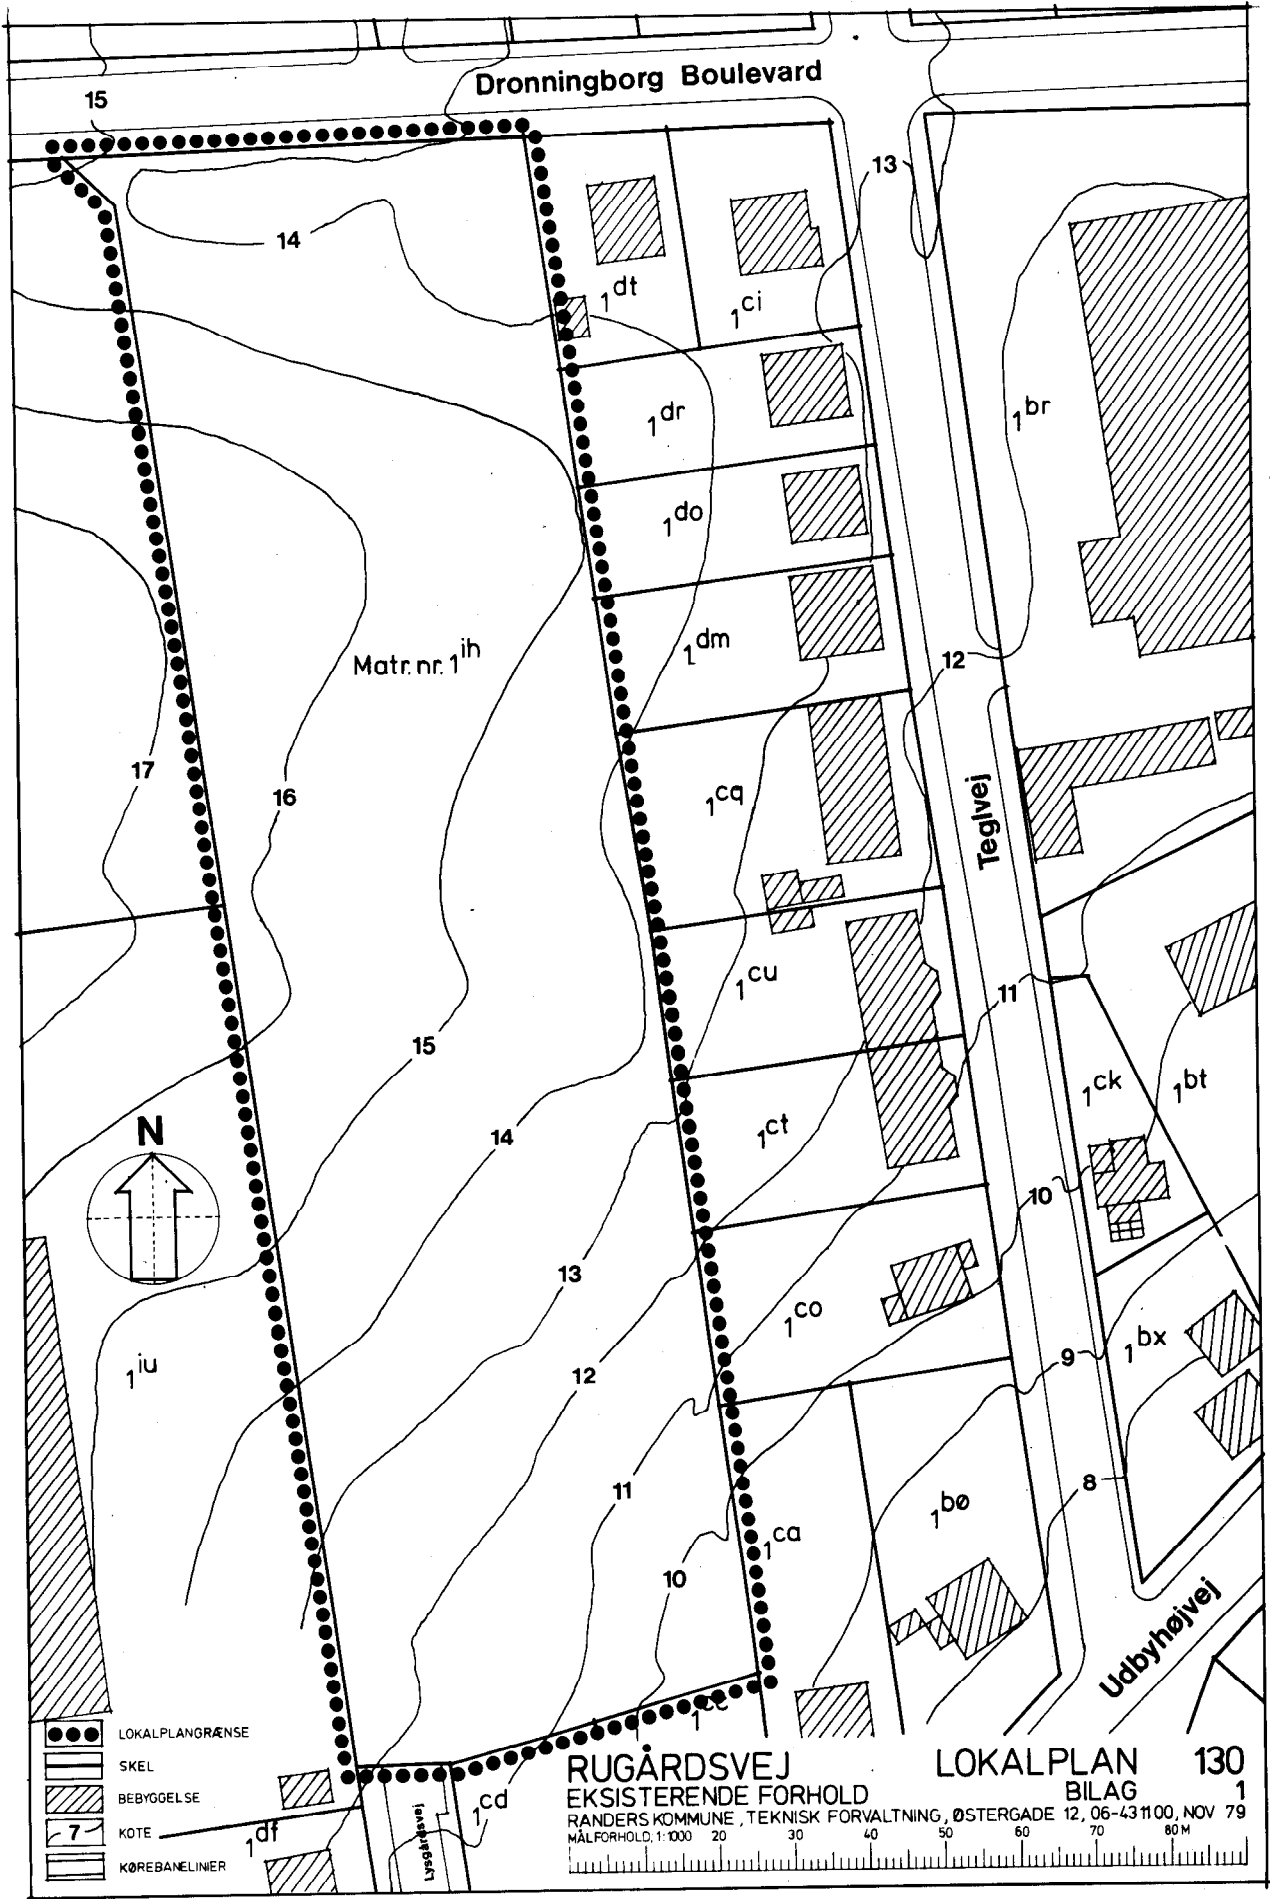 Dronningborg Boulevard
15
13
14
1dt
1ci
1dr
1br
1do
1dm
12
Matr. nr. 1ih
17
16
1cq
Teglvej
1cu
11
15
1ck
1bt
N
14
1ct
10
13
1co
9
1bx
1iu
12
8
11
1bø
1ca
10
Udbyhøjvej
1cc
LOKALPLANGRÆNSE
SKEL
BEBYGGELSE
7 KOTE
KØREBANELINIER
1df
Lysgårdsvej
1cd
RUGÅRDSVEJ LOKALPLAN 130
EKSISTERENDE FORHOLD BILAG 1
RANDERS KOMMUNE, TEKNISK FORVALTNING, ØSTERGADE 12, 06-431100, NOV 79
MÅLFORHOLD, 1:1000 20 30 40 50 60 70 80 M